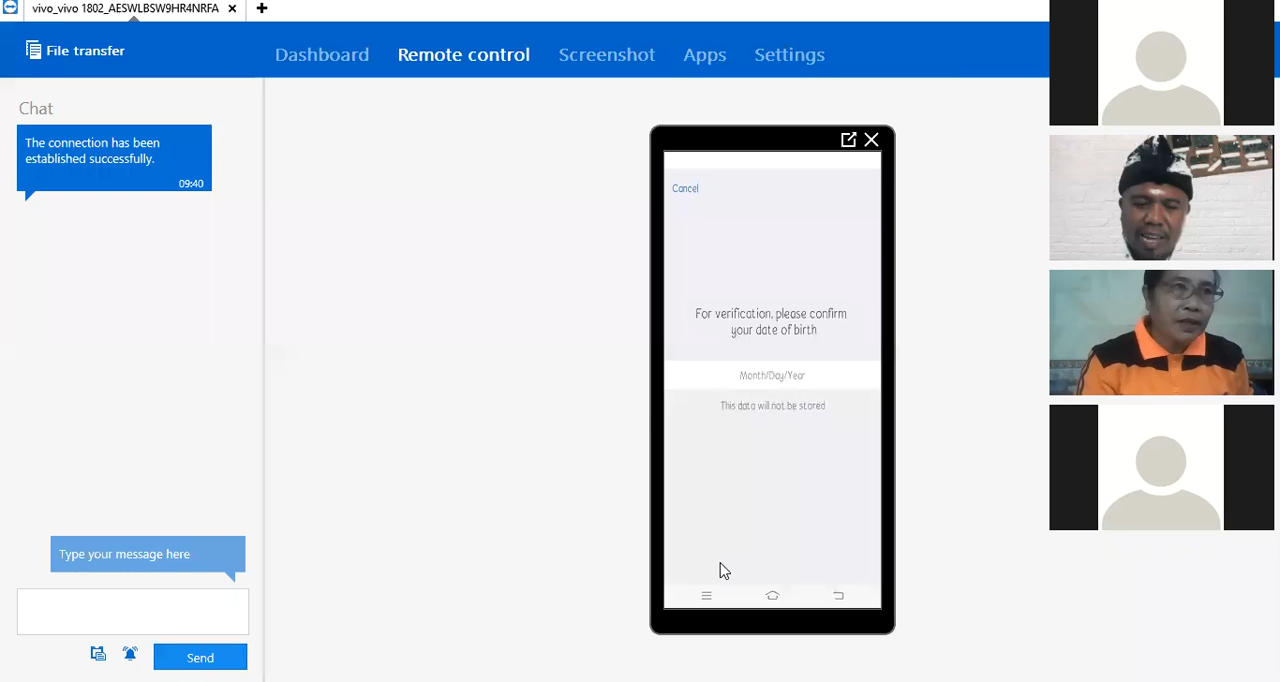 vivo_vivo 1802_AESWLBSW9HR4NRFA
File transfer
Dashboard
Remote control
Screenshot
Apps
Settings
Chat
The connection has been
established successfully.
09:40
Cancel
For verification, please confirm
your date of birth
Month/Day/Year
This data will not be stored
Type your message here
Send